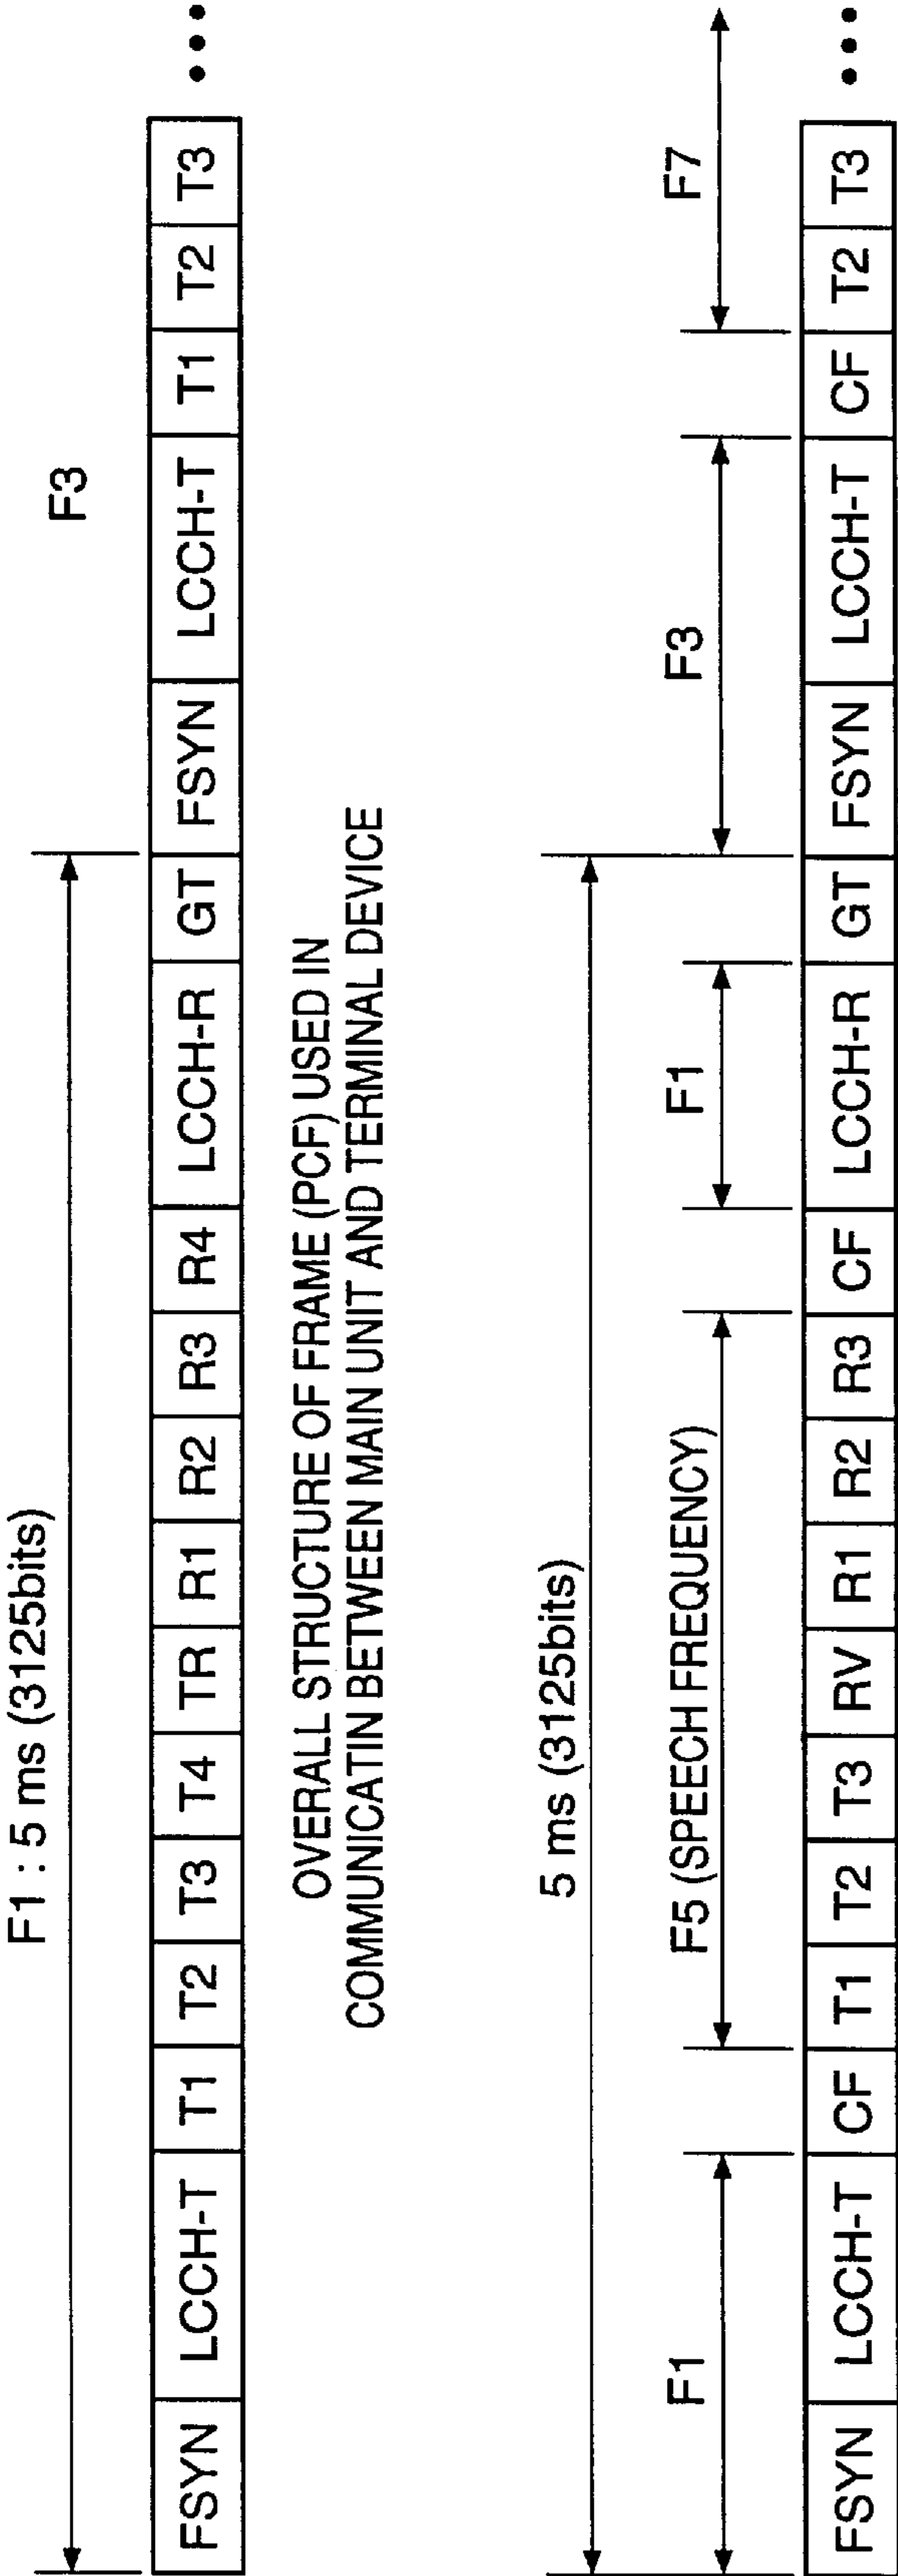 F1 : 5 ms (3125bits)
F3
FSYN LCCH-T T1 T2 T3 T4 TR R1 R2 R3 R4 LCCH-R GT FSYN LCCH-T T1 T2 T3 •••
OVERALL STRUCTURE OF FRAME (PCF) USED IN
COMMUNICATIN BETWEEN MAIN UNIT AND TERMINAL DEVICE
5 ms (3125bits)
F1 F5 (SPEECH FREQUENCY) F1 F3 F7
FSYN LCCH-T CF T1 T2 T3 RV R1 R2 R3 CF LCCH-R GT FSYN LCCH-T CF T2 T3 •••